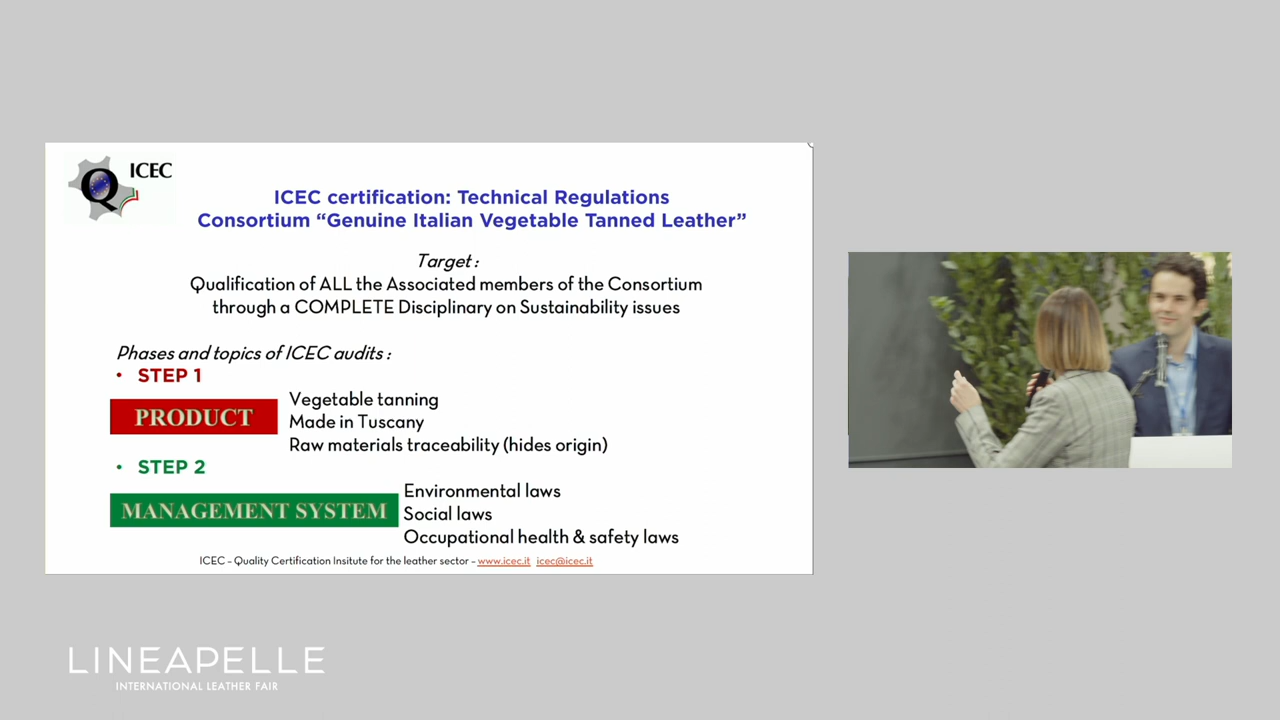 ICEC
Q
ICEC certification: Technical Regulations
Consortium “Genuine Italian Vegetable Tanned Leather”
Target :
Qualification of ALL the Associated members of the Consortium
through a COMPLETE Disciplinary on Sustainability issues
Phases and topics of ICEC audits :
• STEP 1
PRODUCT
Vegetable tanning
Made in Tuscany
Raw materials traceability (hides origin)
• STEP 2
MANAGEMENT SYSTEM
Environmental laws
Social laws
Occupational health & safety laws
ICEC – Quality Certification Insitute for the leather sector – www.icec.it icec@icec.it
LINEAPELLE
INTERNATIONAL LEATHER FAIR